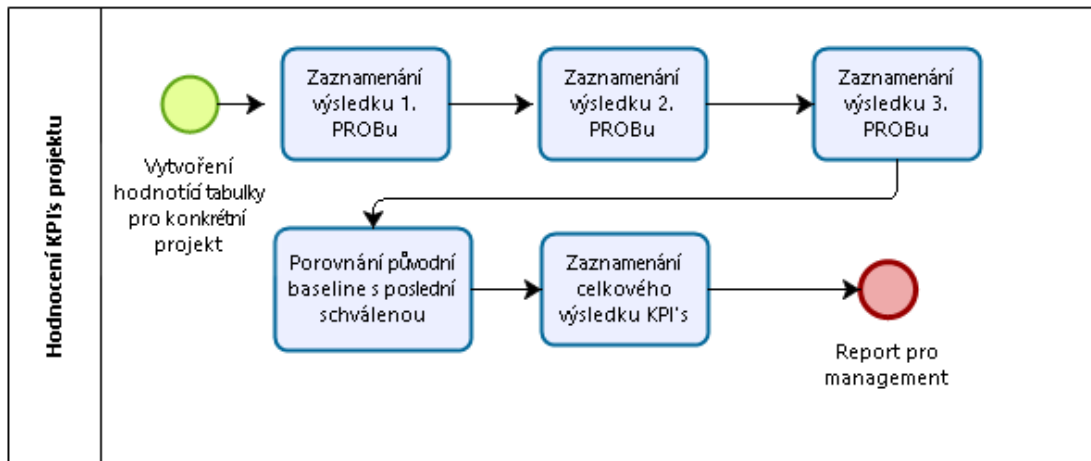 Hodnocení KPI's projektu
Zaznamenání
výsledku 1.
PROBu
Zaznamenání
výsledku 2.
PROBu
Zaznamenání
výsledku 3.
PROBu
Vytvoření
hodnotící tabulky
pro konkrétní
projekt
Porovnání původní
baseline s poslední
schválenou
Zaznamenání
celkového
výsledku KPI's
Report pro
management